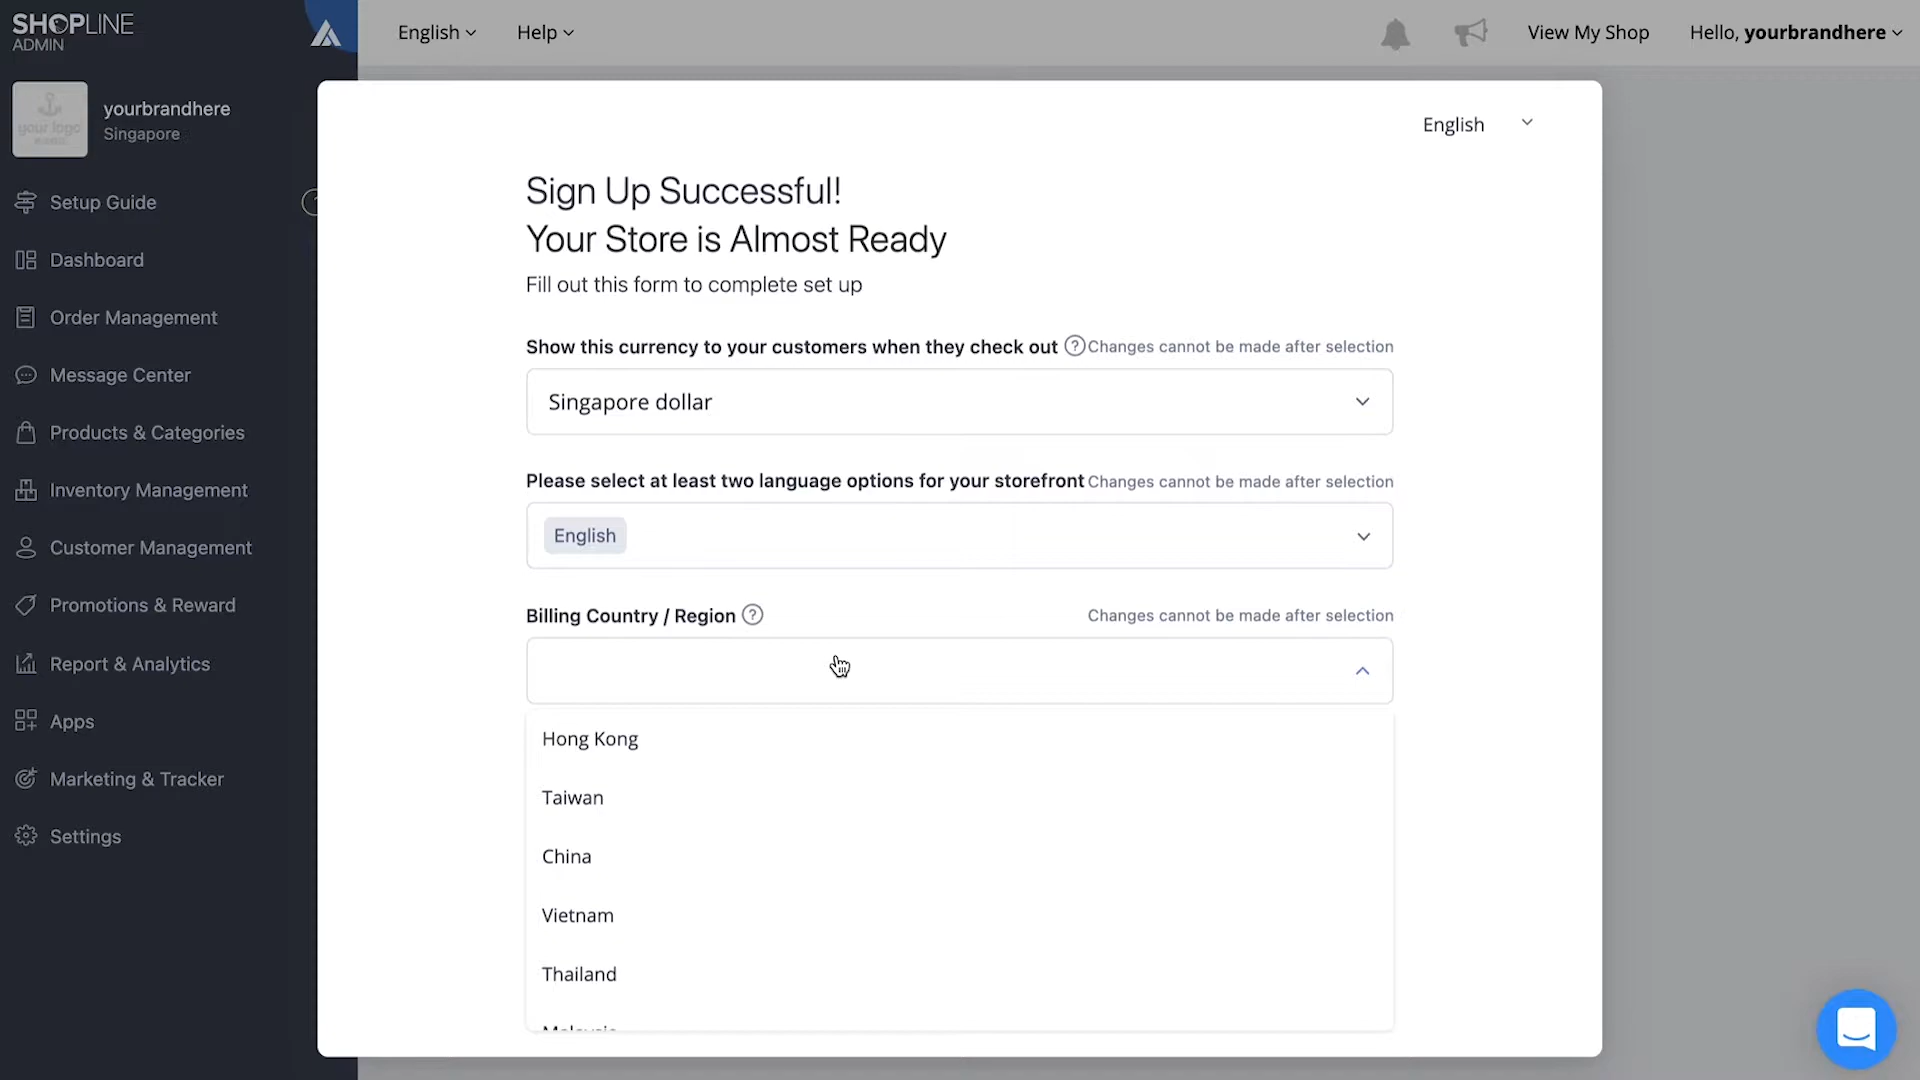 SHOPLINE
ADMIN
English
Help
View My Shop
Hello, yourbrandhere
your logo
yourbrandhere
Singapore
Setup Guide
Dashboard
Order Management
Message Center
Products & Categories
Inventory Management
Customer Management
Promotions & Reward
Report & Analytics
Apps
Marketing & Tracker
Settings
English
Sign Up Successful!
Your Store is Almost Ready
Fill out this form to complete set up
Show this currency to your customers when they check out ? Changes cannot be made after selection
Singapore dollar
Please select at least two language options for your storefront Changes cannot be made after selection
English
Billing Country / Region ? Changes cannot be made after selection
Hong Kong
Taiwan
China
Vietnam
Thailand
Malaysia